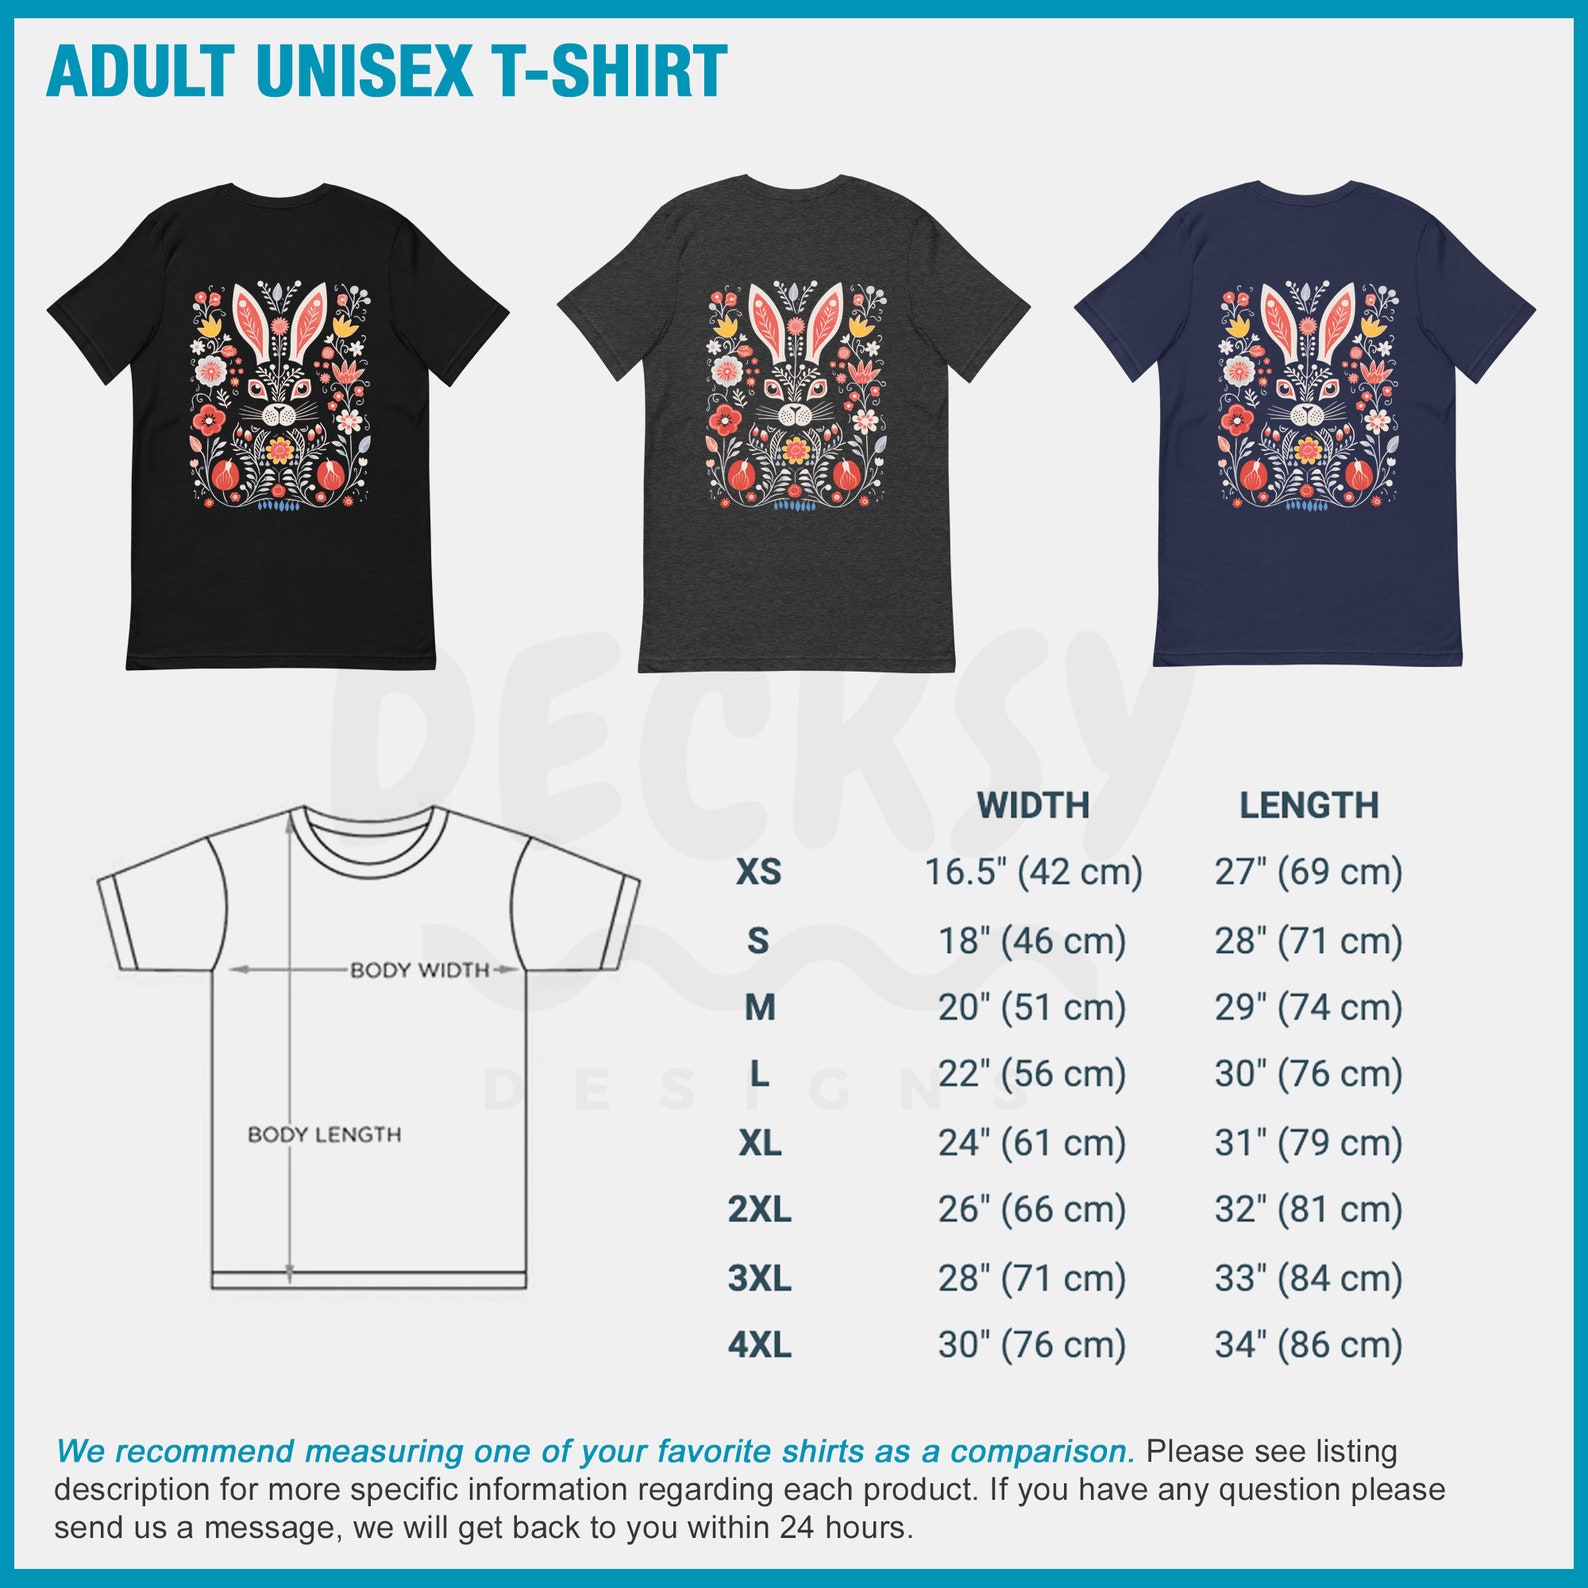 ADULT UNISEX T-SHIRT
DECKSY
DESIGNS
BODY WIDTH
BODY LENGTH
WIDTH LENGTH
XS 16.5" (42 cm) 27" (69 cm)
S 18" (46 cm) 28" (71 cm)
M 20" (51 cm) 29" (74 cm)
L 22" (56 cm) 30" (76 cm)
XL 24" (61 cm) 31" (79 cm)
2XL 26" (66 cm) 32" (81 cm)
3XL 28" (71 cm) 33" (84 cm)
4XL 30" (76 cm) 34" (86 cm)
We recommend measuring one of your favorite shirts as a comparison. Please see listing
description for more specific information regarding each product. If you have any question please
send us a message, we will get back to you within 24 hours.